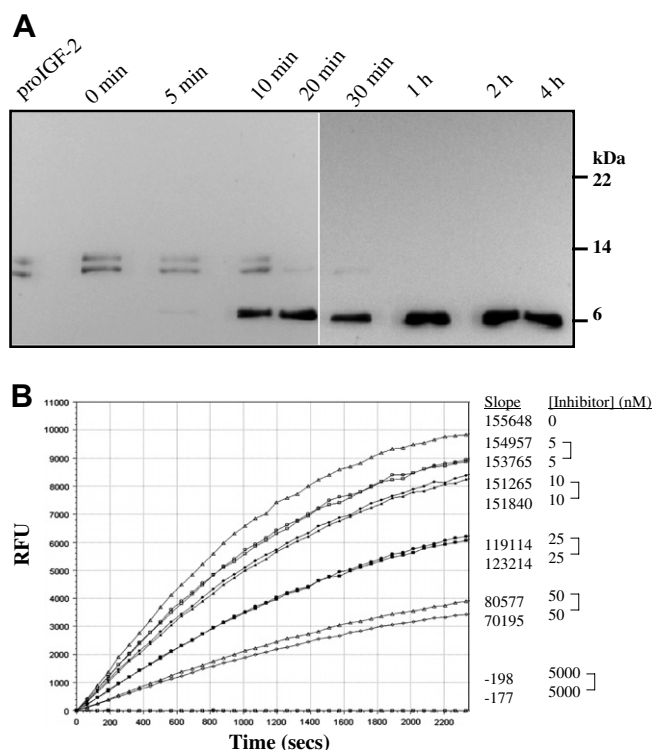 A
proIGF-2
0 min
5 min
10 min
20 min
30 min
1 h
2 h
4 h
kDa
22
14
6
B
RFU
11000
10000
9000
8000
7000
6000
5000
4000
3000
2000
1000
0
0 200 400 600 800 1000 1200 1400 1600 1800 2000 2200
Time (secs)
Slope [Inhibitor] (nM)
155648 0
154957 5
153765 5
151265 10
151840 10
119114 25
123214 25
80577 50
70195 50
-198 5000
-177 5000